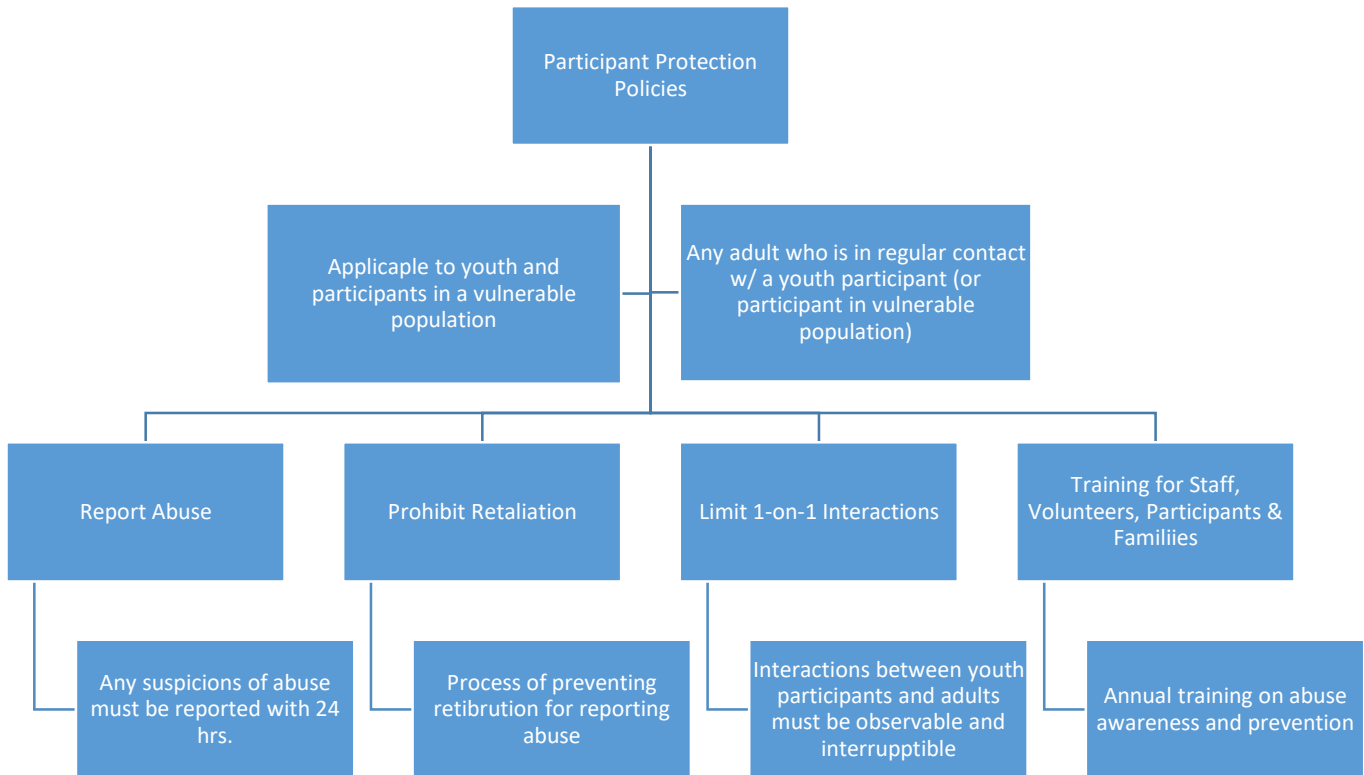 Participant Protection
Policies
Applicaple to youth and
participants in a vulnerable
population
Any adult who is in regular contact
w/ a youth participant (or
participant in vulnerable
population)
Report Abuse
Prohibit Retaliation
Limit 1-on-1 Interactions
Training for Staff,
Volunteers, Participants &
Familiies
Any suspicions of abuse
must be reported with 24
hrs.
Process of preventing
retibrution for reporting
abuse
Interactions between youth
participants and adults
must be observable and
interrupptible
Annual training on abuse
awareness and prevention